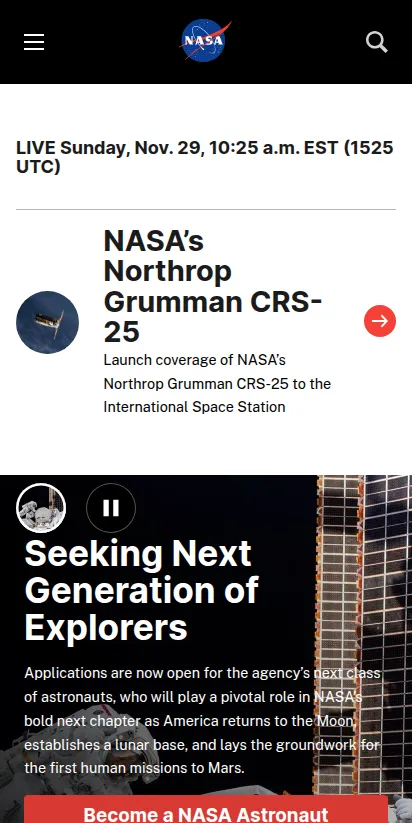 NASA
LIVE Sunday, Nov. 29, 10:25 a.m. EST (1525
UTC)
NASA’s
Northrop
Grumman CRS-
25
Launch coverage of NASA’s
Northrop Grumman CRS-25 to the
International Space Station
Seeking Next
Generation of
Explorers
Applications are now open for the agency’s next class
of astronauts, who will play a pivotal role in NASA’s
bold next chapter as America returns to the Moon,
establishes a lunar base, and lays the groundwork for
the first human missions to Mars.
Become a NASA Astronaut